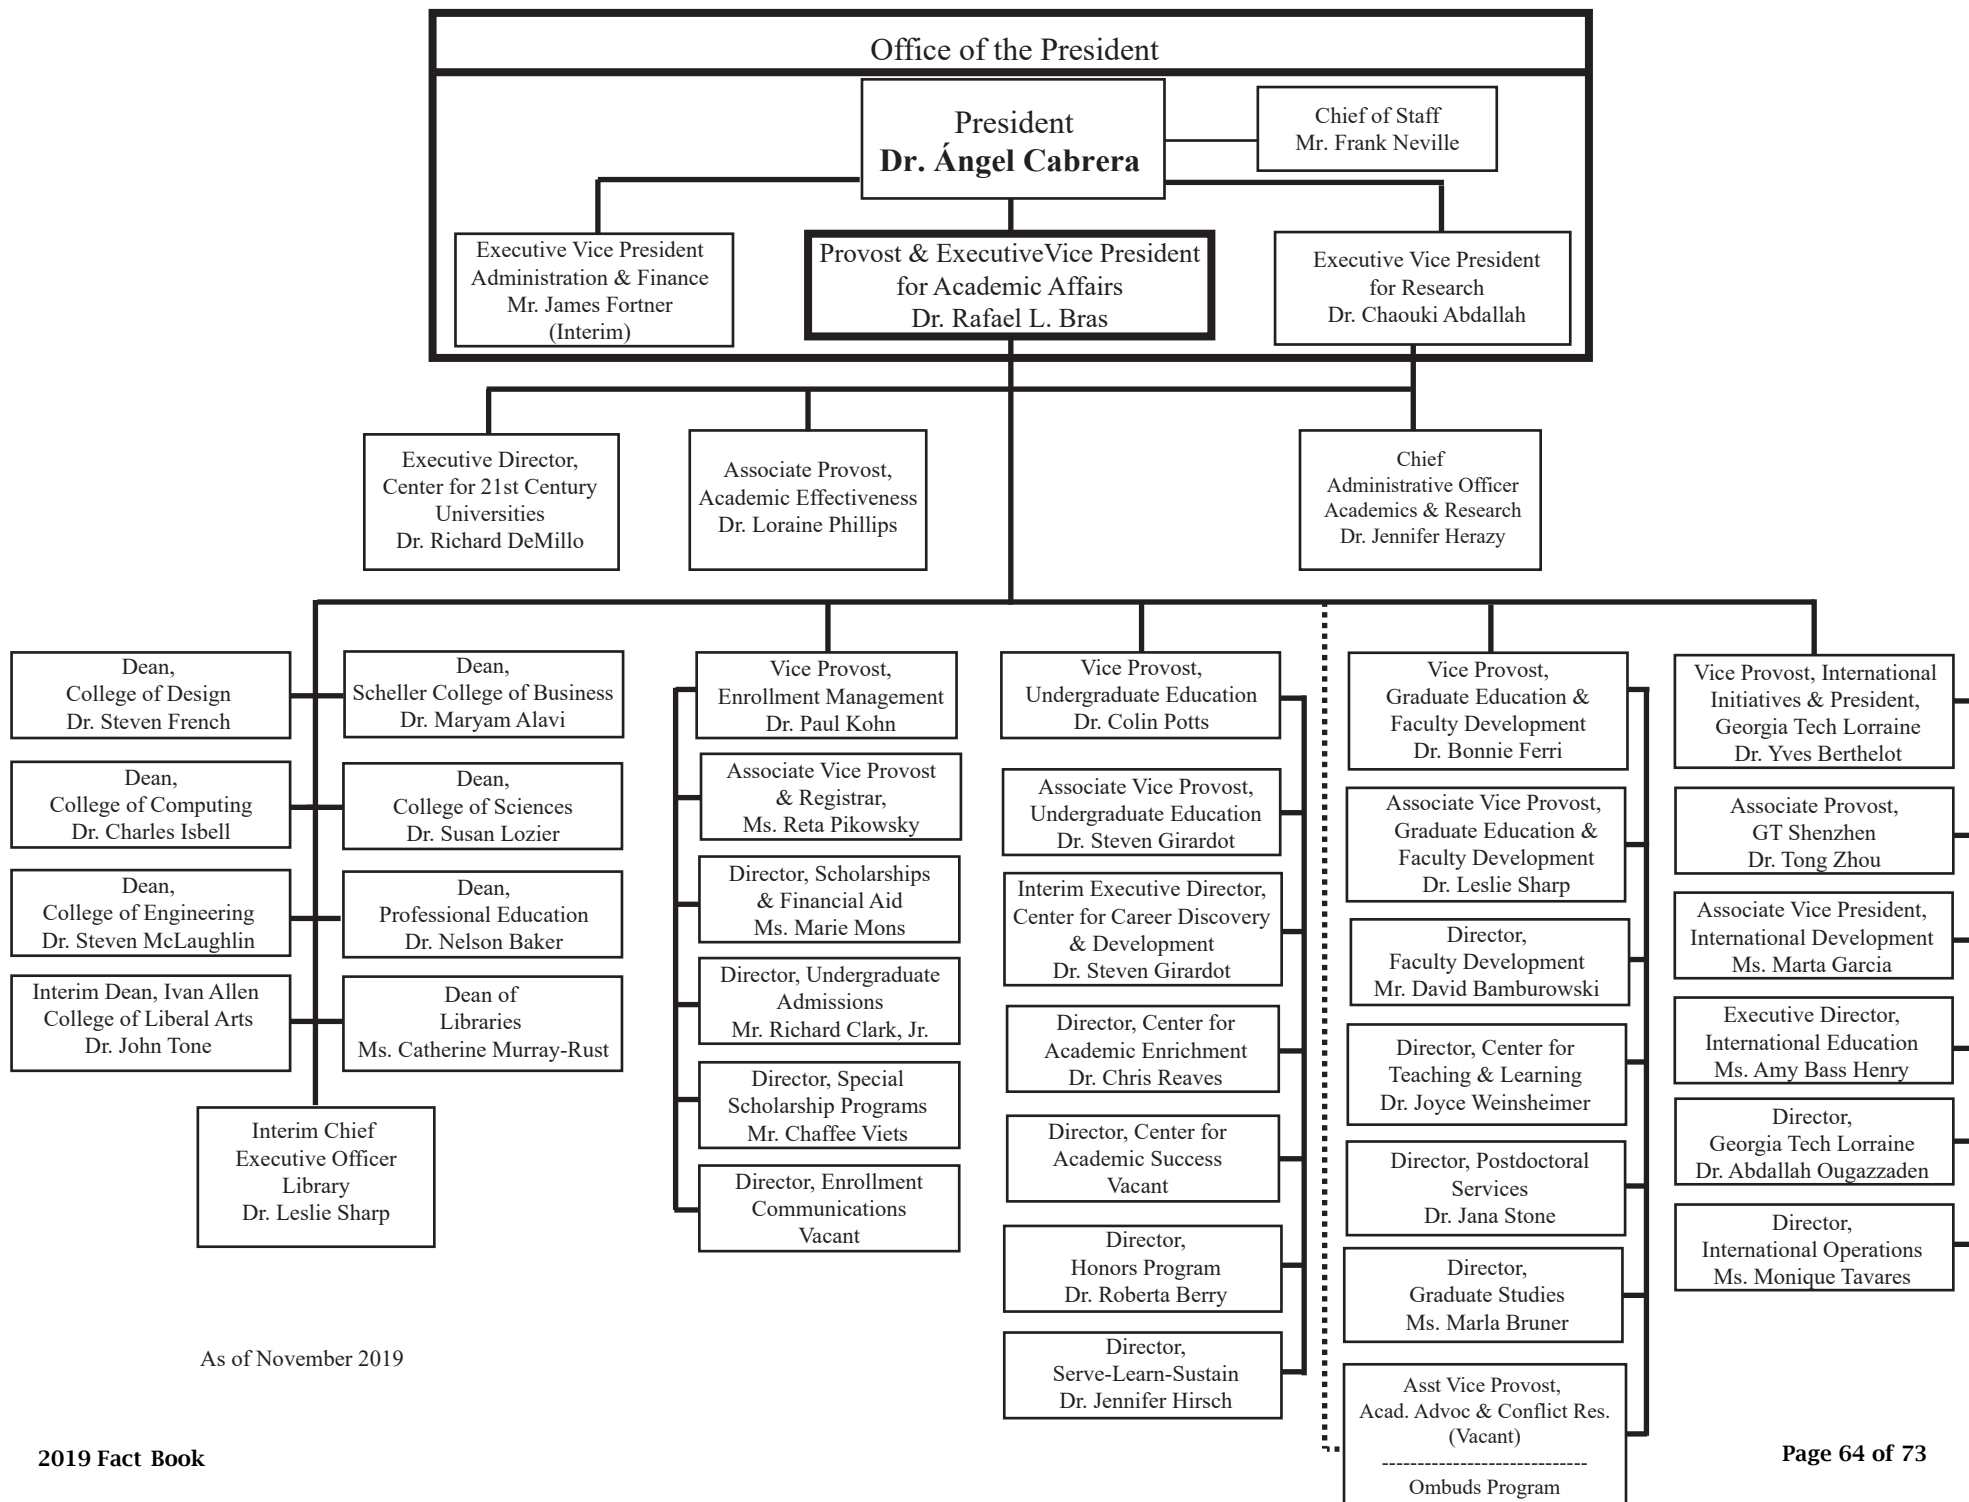 Office of the President
President
Dr. Ángel Cabrera
Chief of Staff
Mr. Frank Neville
Executive Vice President
Administration & Finance
Mr. James Fortner
(Interim)
Provost & ExecutiveVice President
for Academic Affairs
Dr. Rafael L. Bras
Executive Vice President
for Research
Dr. Chaouki Abdallah
Executive Director,
Center for 21st Century
Universities
Dr. Richard DeMillo
Associate Provost,
Academic Effectiveness
Dr. Loraine Phillips
Chief
Administrative Officer
Academics & Research
Dr. Jennifer Herazy
Dean,
College of Design
Dr. Steven French
Dean,
Scheller College of Business
Dr. Maryam Alavi
Dean,
College of Computing
Dr. Charles Isbell
Dean,
College of Sciences
Dr. Susan Lozier
Dean,
College of Engineering
Dr. Steven McLaughlin
Dean,
Professional Education
Dr. Nelson Baker
Interim Dean, Ivan Allen
College of Liberal Arts
Dr. John Tone
Dean of
Libraries
Ms. Catherine Murray-Rust
Interim Chief
Executive Officer
Library
Dr. Leslie Sharp
Vice Provost,
Enrollment Management
Dr. Paul Kohn
Associate Vice Provost
& Registrar,
Ms. Reta Pikowsky
Director, Scholarships
& Financial Aid
Ms. Marie Mons
Director, Undergraduate
Admissions
Mr. Richard Clark, Jr.
Director, Special
Scholarship Programs
Mr. Chaffee Viets
Director, Enrollment
Communications
Vacant
Vice Provost,
Undergraduate Education
Dr. Colin Potts
Associate Vice Provost,
Undergraduate Education
Dr. Steven Girardot
Interim Executive Director,
Center for Career Discovery
& Development
Dr. Steven Girardot
Director, Center for
Academic Enrichment
Dr. Chris Reaves
Director, Center for
Academic Success
Vacant
Director,
Honors Program
Dr. Roberta Berry
Director,
Serve-Learn-Sustain
Dr. Jennifer Hirsch
Vice Provost,
Graduate Education &
Faculty Development
Dr. Bonnie Ferri
Associate Vice Provost,
Graduate Education &
Faculty Development
Dr. Leslie Sharp
Director,
Faculty Development
Mr. David Bamburowski
Director, Center for
Teaching & Learning
Dr. Joyce Weinsheimer
Director, Postdoctoral
Services
Dr. Jana Stone
Director,
Graduate Studies
Ms. Marla Bruner
Asst Vice Provost,
Acad. Advoc & Conflict Res.
(Vacant)
-----------------------------
Ombuds Program
Vice Provost, International
Initiatives & President,
Georgia Tech Lorraine
Dr. Yves Berthelot
Associate Provost,
GT Shenzhen
Dr. Tong Zhou
Associate Vice President,
International Development
Ms. Marta Garcia
Executive Director,
International Education
Ms. Amy Bass Henry
Director,
Georgia Tech Lorraine
Dr. Abdallah Ougazzaden
Director,
International Operations
Ms. Monique Tavares
As of November 2019
2019 Fact Book
Page 64 of 73